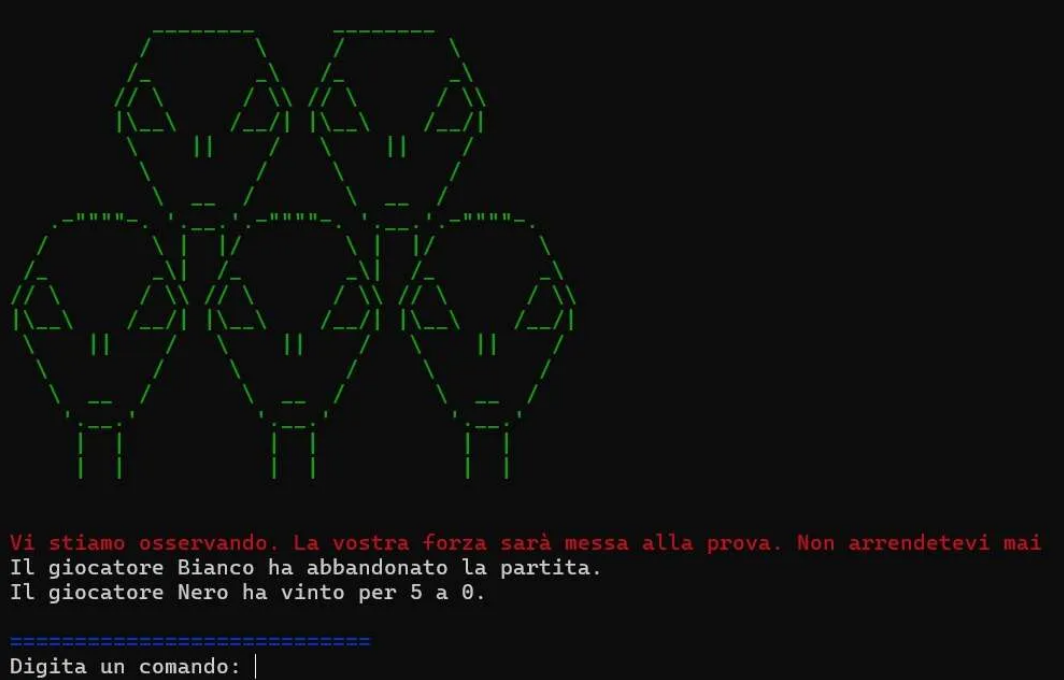 Vi stiamo osservando. La vostra forza sarà messa alla prova. Non arrendetevi mai
Il giocatore Bianco ha abbandonato la partita.
Il giocatore Nero ha vinto per 5 a 0.
============================
Digita un comando: